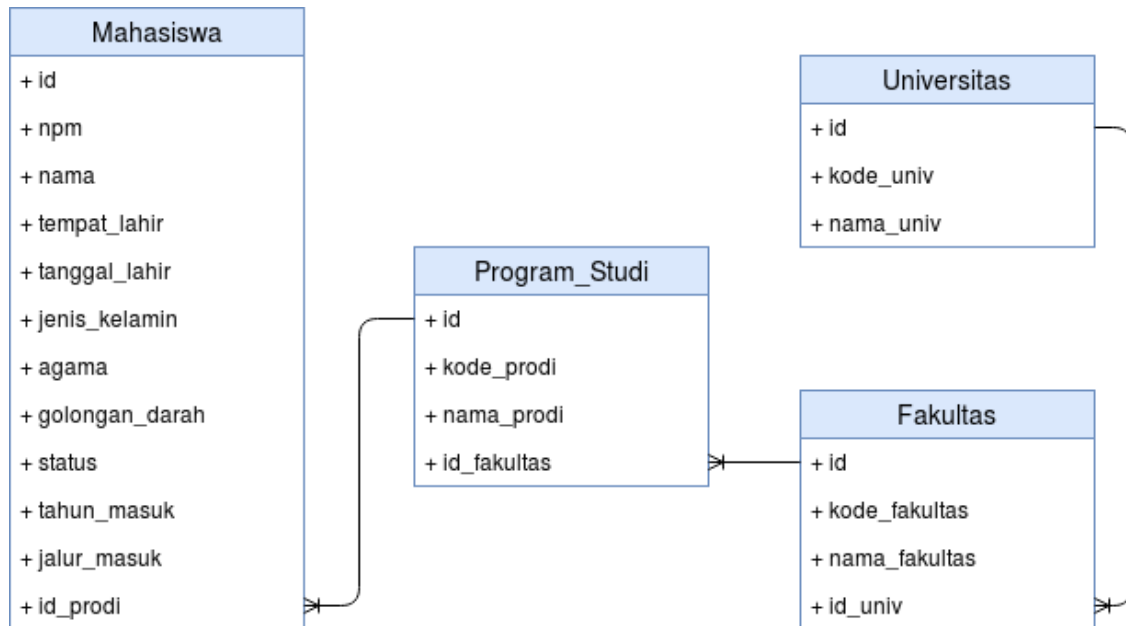 Mahasiswa
+ id
+ npm
+ nama
+ tempat_lahir
+ tanggal_lahir
+ jenis_kelamin
+ agama
+ golongan_darah
+ status
+ tahun_masuk
+ jalur_masuk
+ id_prodi
Program_Studi
+ id
+ kode_prodi
+ nama_prodi
+ id_fakultas
Universitas
+ id
+ kode_univ
+ nama_univ
Fakultas
+ id
+ kode_fakultas
+ nama_fakultas
+ id_univ